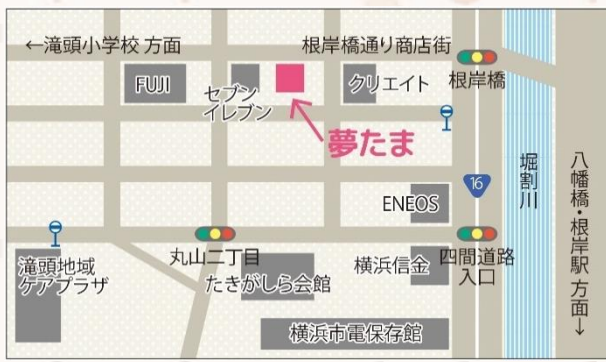 ←滝頭小学校 方面
根岸橋通り商店街
FUJI
セブン
イレブン
クリエイト
根岸橋
夢たま
堀割川
八幡橋・根岸駅 方面→
16
ENEOS
滝頭地域
ケアプラザ
丸山二丁目
たきがしら会館
横浜信金
四間道路
入口
横浜市電保存館